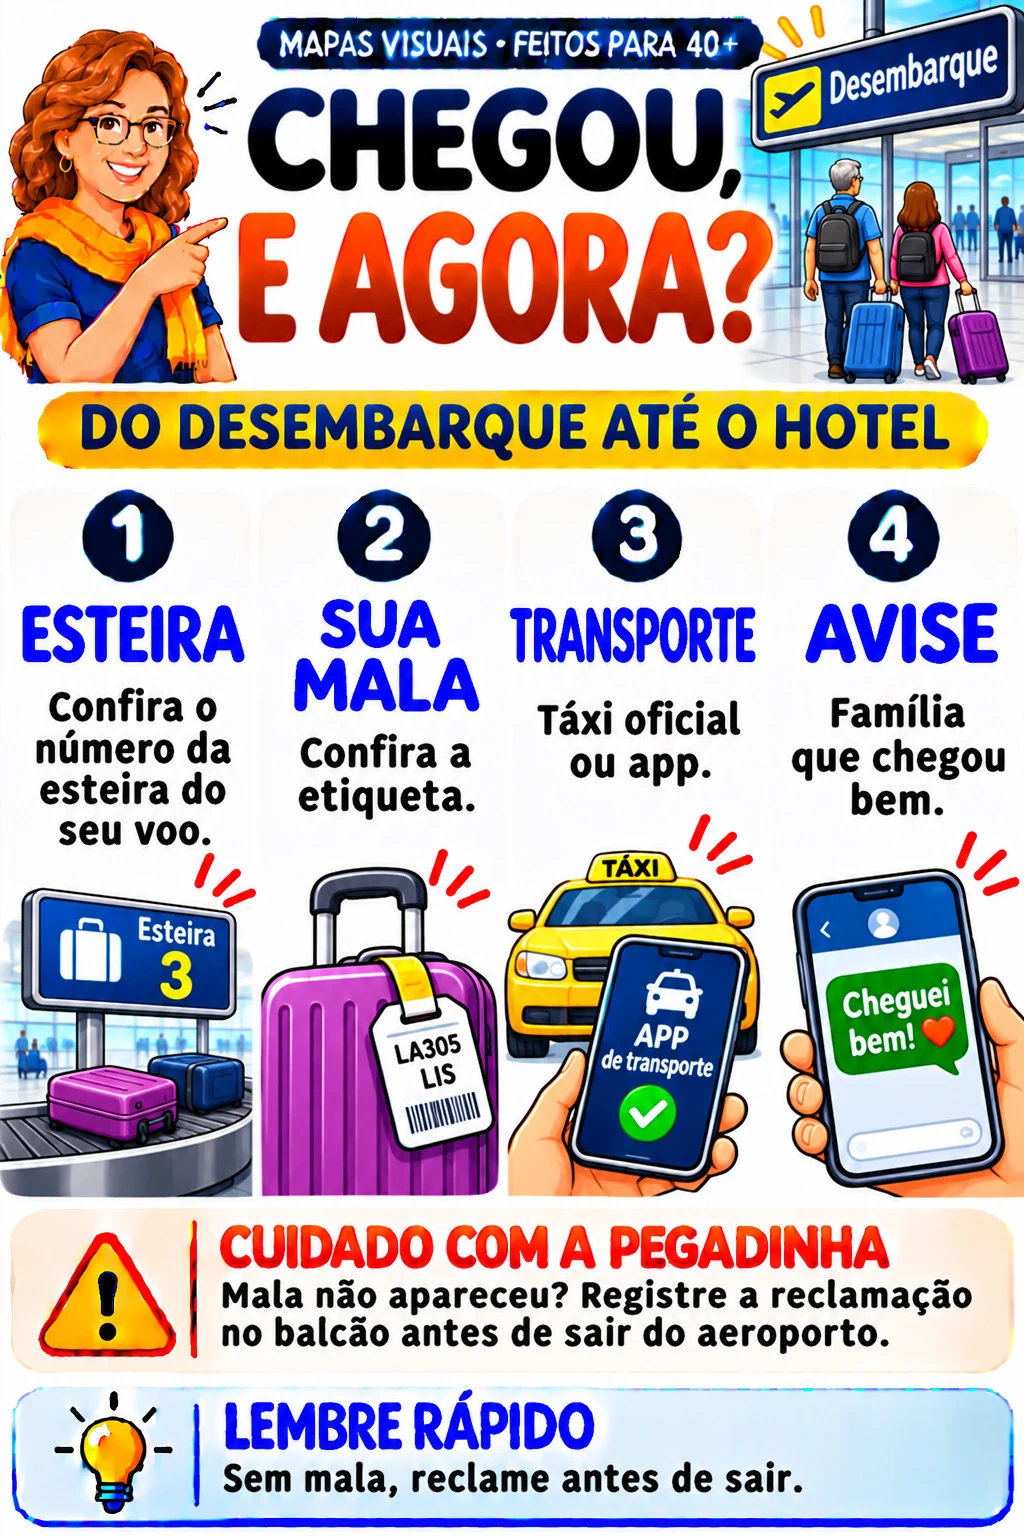 MAPAS VISUAIS • FEITOS PARA 40+
Desembarque
CHEGOU,
E AGORA?
DO DESEMBARQUE ATÉ O HOTEL
1
ESTEIRA
Confira o
número da
esteira do
seu voo.
Esteira
3
2
SUA
MALA
Confira a
etiqueta.
LA305
LIS
3
TRANSPORTE
Táxi oficial
ou app.
TÁXI
APP
de transporte
4
AVISE
Família
que chegou
bem.
Cheguei
bem! ❤️
CUIDADO COM A PEGADINHA
Mala não apareceu? Registre a reclamação
no balcão antes de sair do aeroporto.
LEMBRE RÁPIDO
Sem mala, reclame antes de sair.